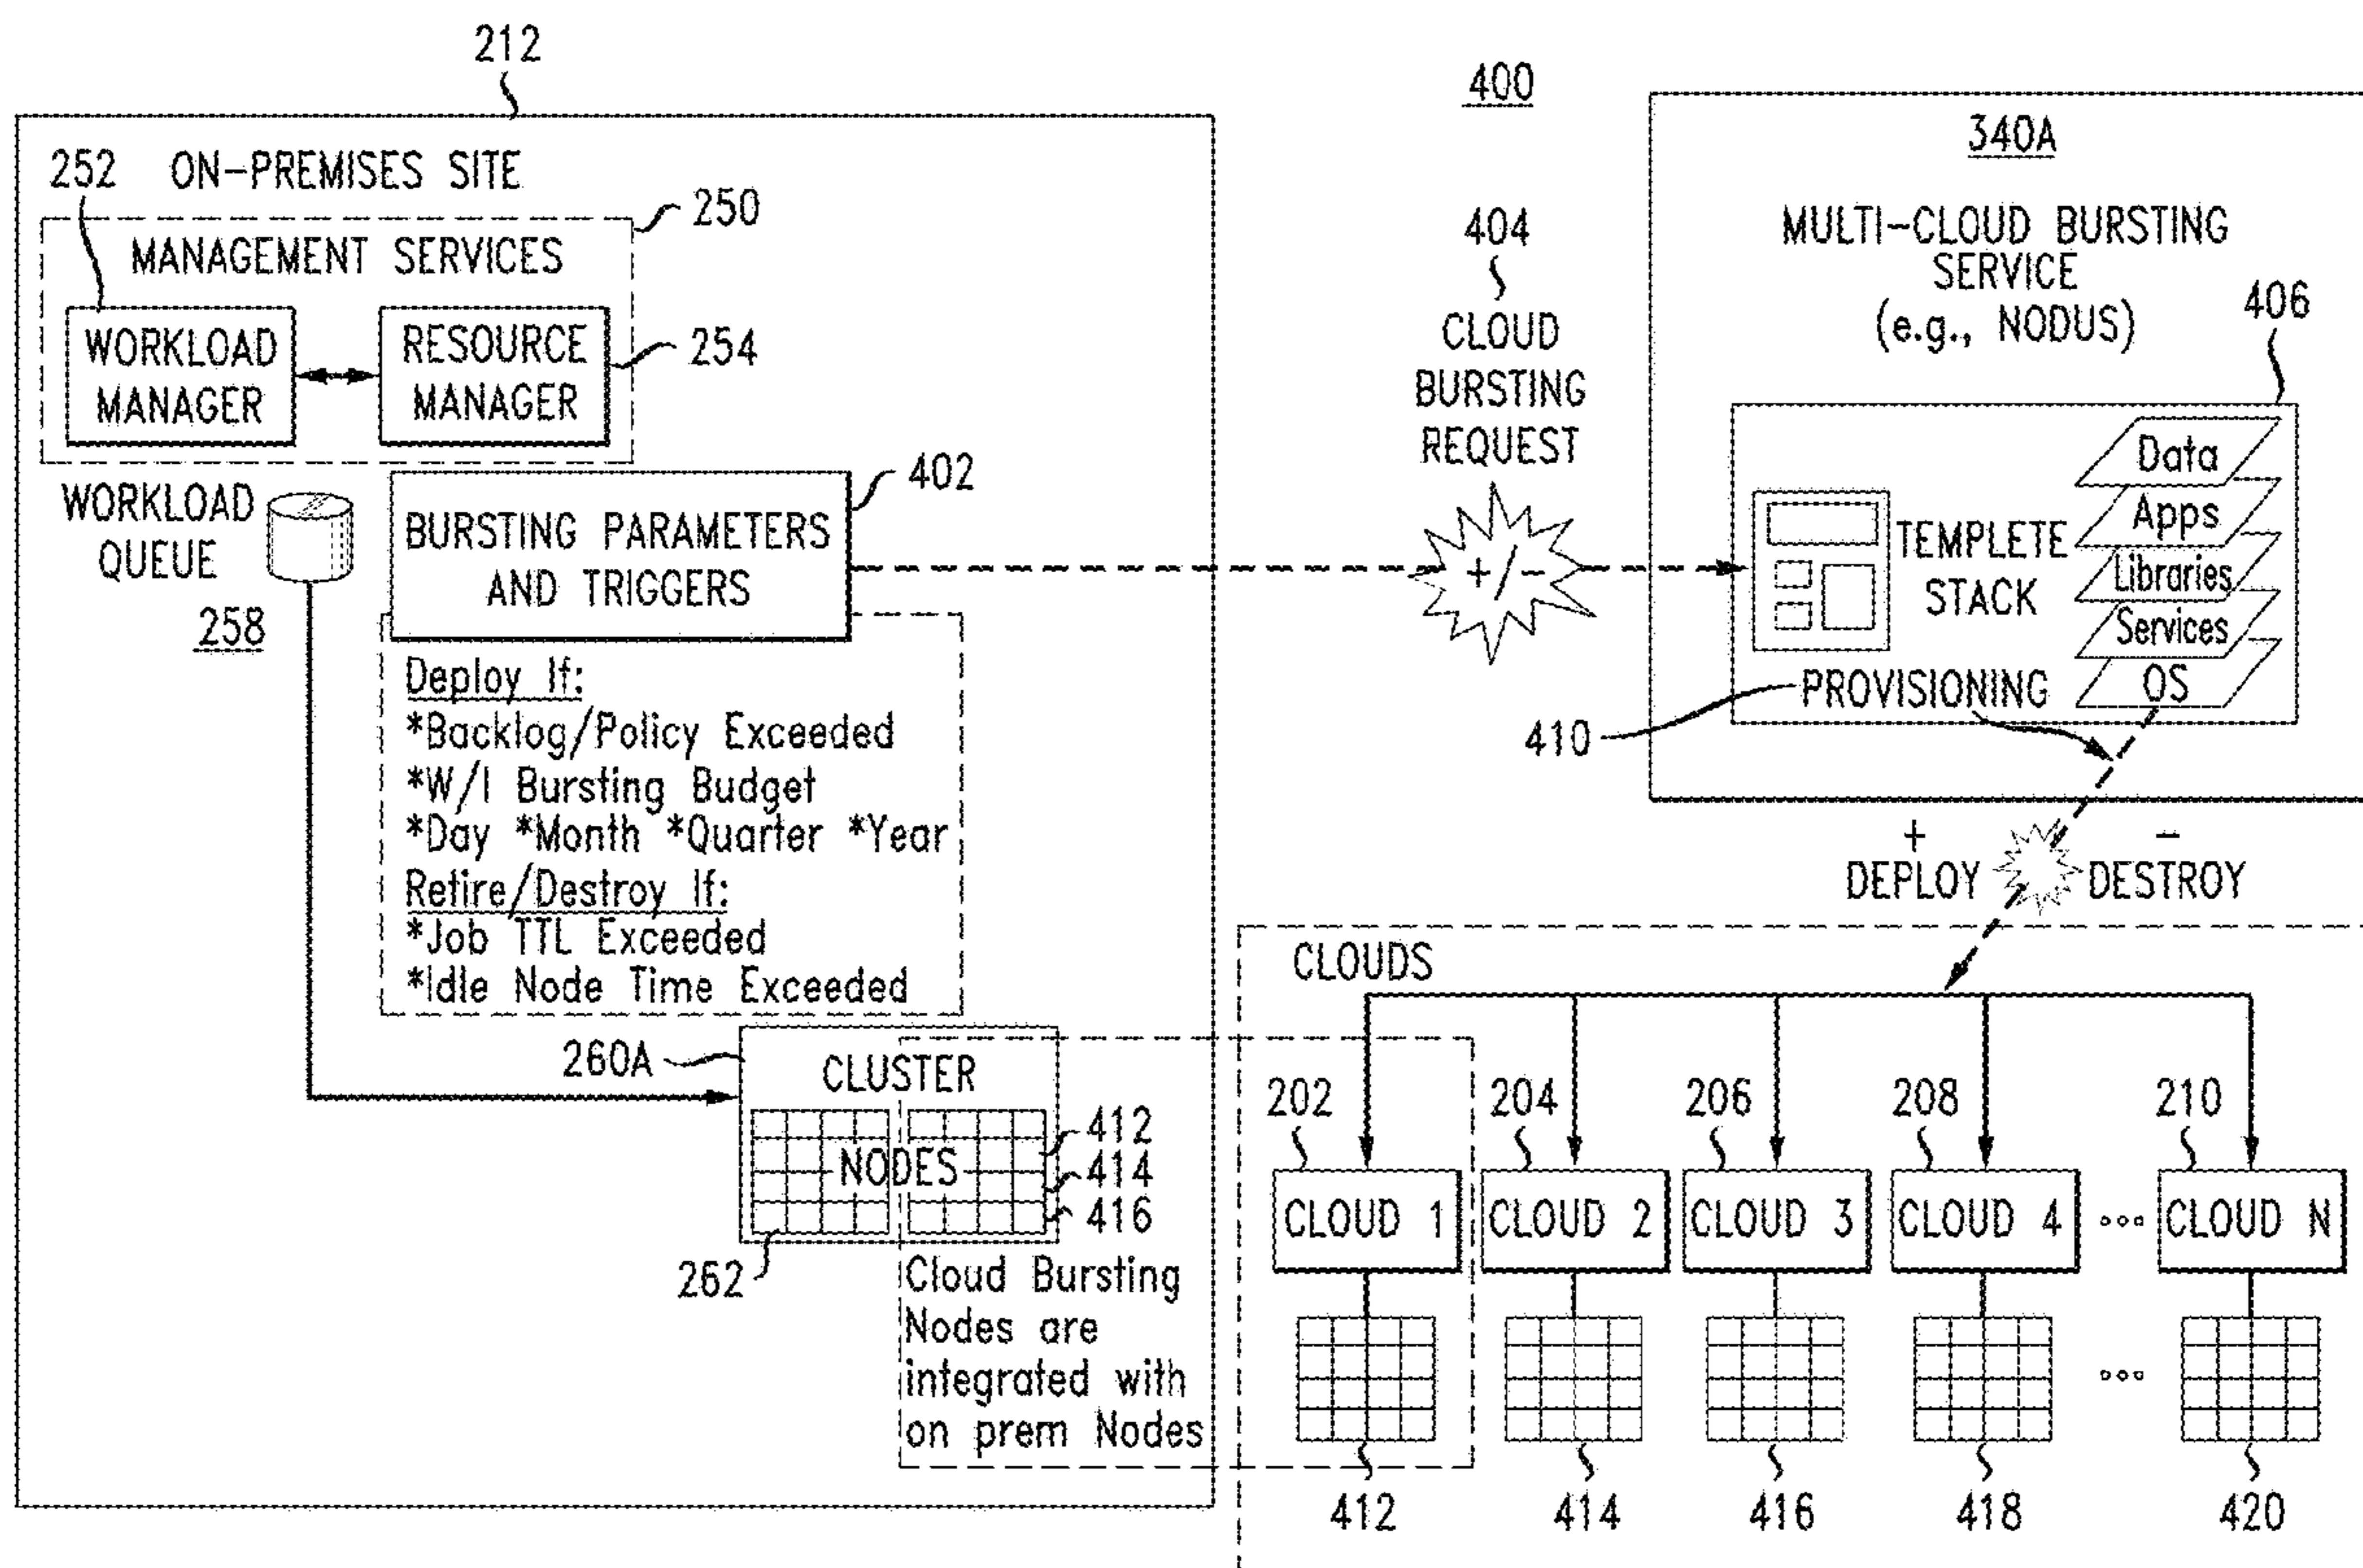 212
ON-PREMISES SITE
252
250
MANAGEMENT SERVICES
WORKLOAD
MANAGER
RESOURCE
MANAGER
254
WORKLOAD
QUEUE
258
402
BURSTING PARAMETERS
AND TRIGGERS
Deploy If:
*Backlog/Policy Exceeded
*W/I Bursting Budget
*Day *Month *Quarter *Year
Retire/Destroy If:
*Job TTL Exceeded
*Idle Node Time Exceeded
260A
CLUSTER
NODES
412
414
416
262
Cloud Bursting
Nodes are
integrated with
on prem Nodes
400
404
CLOUD
BURSTING
REQUEST
+/-
340A
MULTI-CLOUD BURSTING
SERVICE
(e.g., NODUS)
406
TEMPLETE
STACK
Data
Apps
Libraries
Services
OS
PROVISIONING
410
+
DEPLOY
-
DESTROY
CLOUDS
202
204
206
208
210
CLOUD 1
CLOUD 2
CLOUD 3
CLOUD 4
CLOUD N
412
414
416
418
420